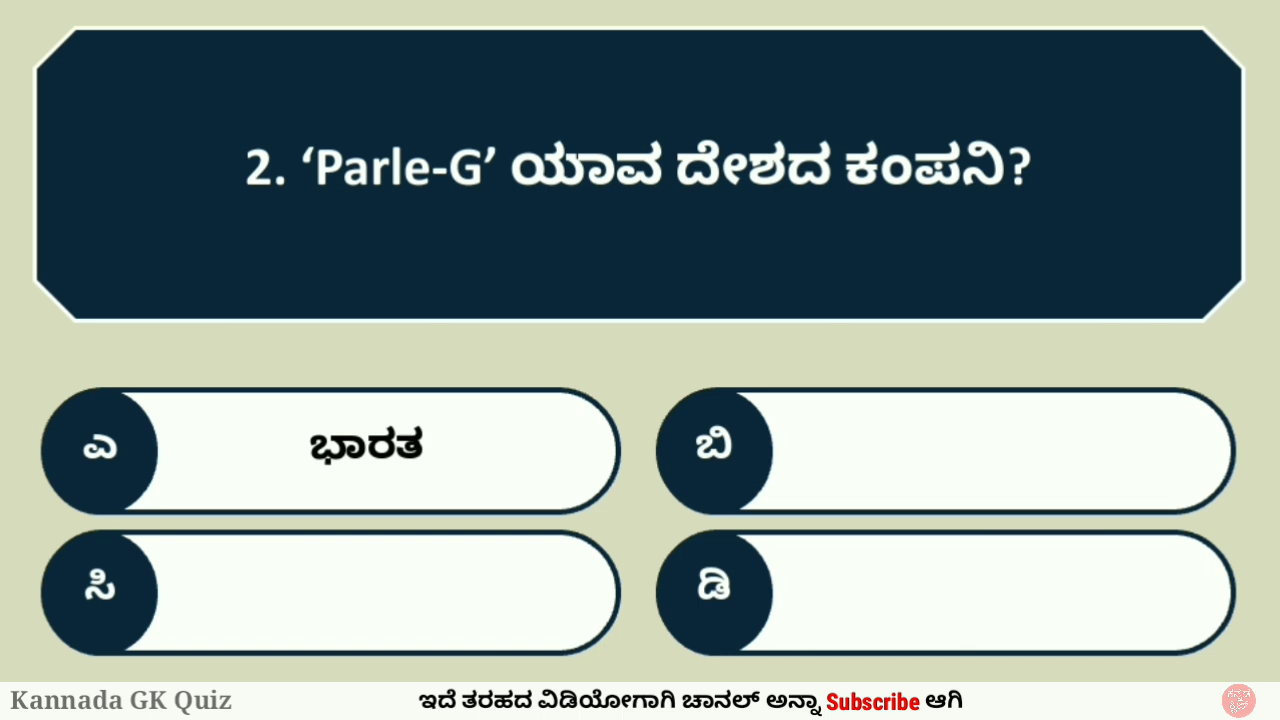 2. ‘Parle-G’ ಯಾವ ದೇಶದ ಕಂಪನಿ?
ಎ ಭಾರತ
ಬಿ
ಸಿ
ಡಿ
Kannada GK Quiz
ಇದೆ ತರಹದ ವಿಡಿಯೋಗಾಗಿ ಚಾನಲ್ ಅನ್ನಾ Subscribe ಆಗಿ